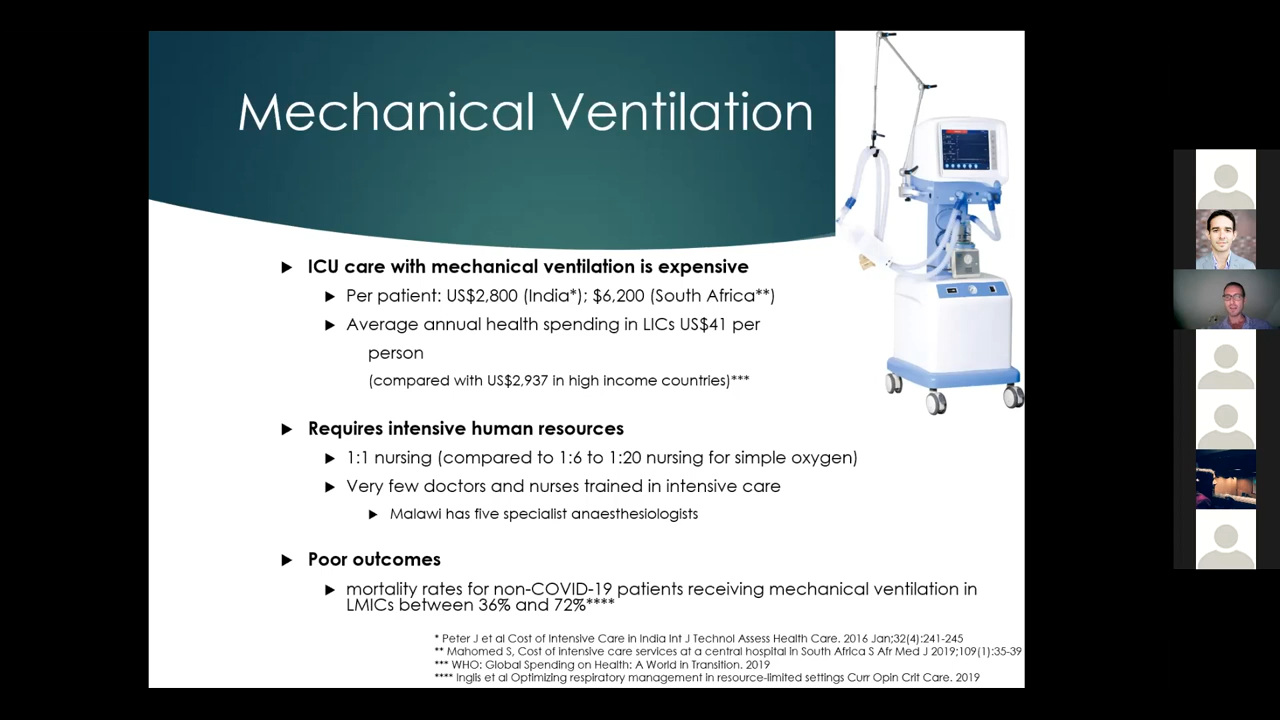 Mechanical Ventilation
ICU care with mechanical ventilation is expensive
Per patient: US$2,800 (India*); $6,200 (South Africa**)
Average annual health spending in LICs US$41 per
person
(compared with US$2,937 in high income countries)***
Requires intensive human resources
1:1 nursing (compared to 1:6 to 1:20 nursing for simple oxygen)
Very few doctors and nurses trained in intensive care
Malawi has five specialist anaesthesiologists
Poor outcomes
mortality rates for non-COVID-19 patients receiving mechanical ventilation in
LMICs between 36% and 72%****
* Peter J et al Cost of Intensive Care in India Int J Technol Assess Health Care. 2016 Jan;32(4):241-245
** Mahomed S, Cost of intensive care services at a central hospital in South Africa S Afr Med J 2019;109(1):35-39
*** WHO: Global Spending on Health: A World in Transition. 2019
**** Inglis et al Optimizing respiratory management in resource-limited settings Curr Opin Crit Care. 2019